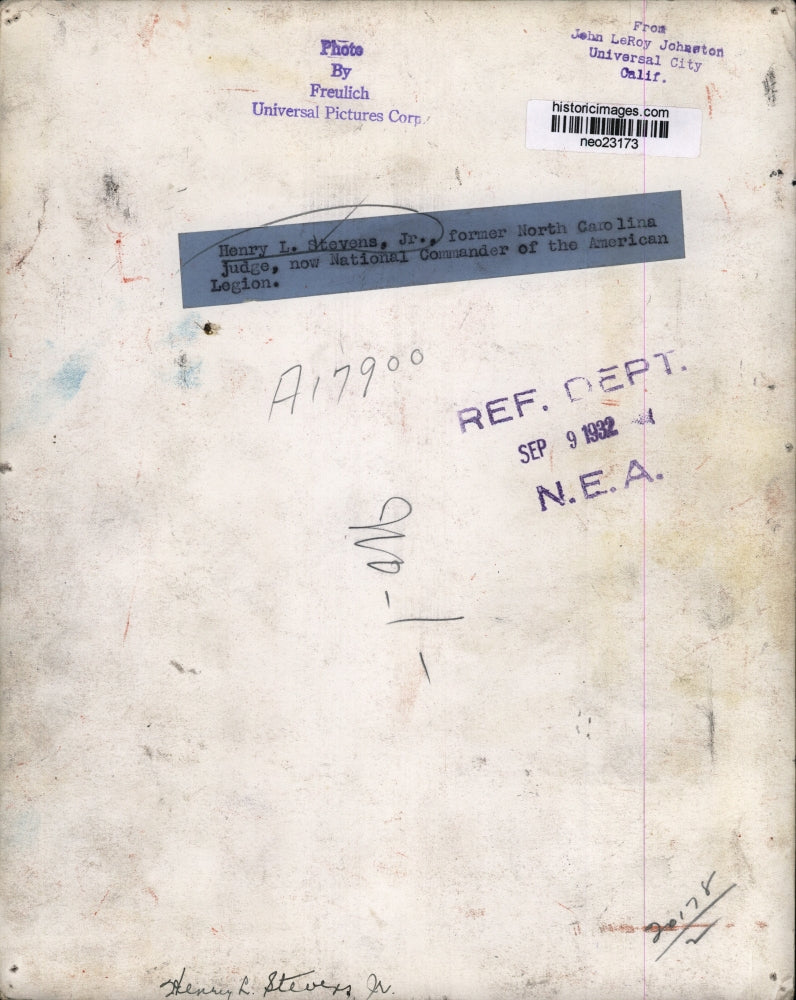 Photo
By
Freulich
Universal Pictures Corp.
From
John LeRoy Johnston
Universal City
Calif.
historicimages.com
neo23173
Henry L. Stevens, Jr., former North Carolina
judge, now National Commander of the American
Legion.
A17900
REF. DEPT.
SEP 9 1932
N.E.A.
20178
Henry L. Stevens Jr.